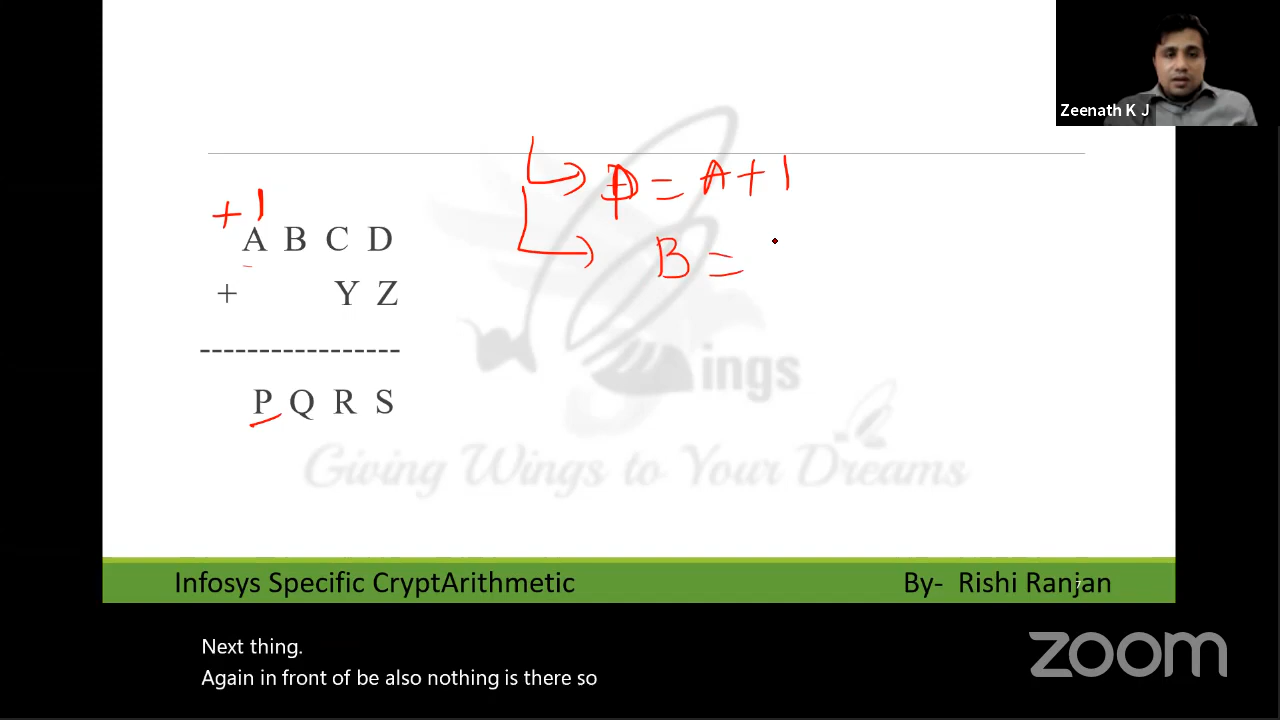 Zeenath K J
P = A + 1
+ 1
A B C D
B =
+ Y Z
-----------------
ings
P Q R S
Giving Wings to Your Dreams
Infosys Specific CryptArithmetic By- Rishi Ranjan 7
Next thing.
Again in front of be also nothing is there so
zoom